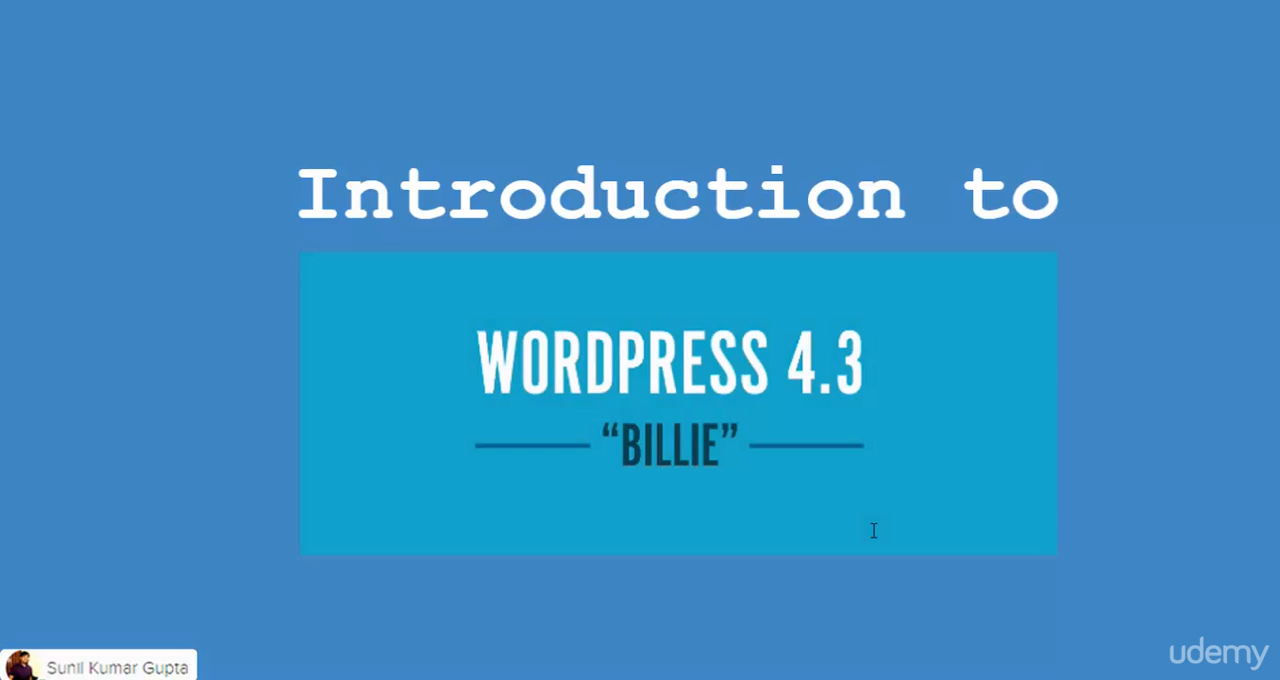 Introduction to
WORDPRESS 4.3
“BILLIE”
Sunil Kumar Gupta
udemy